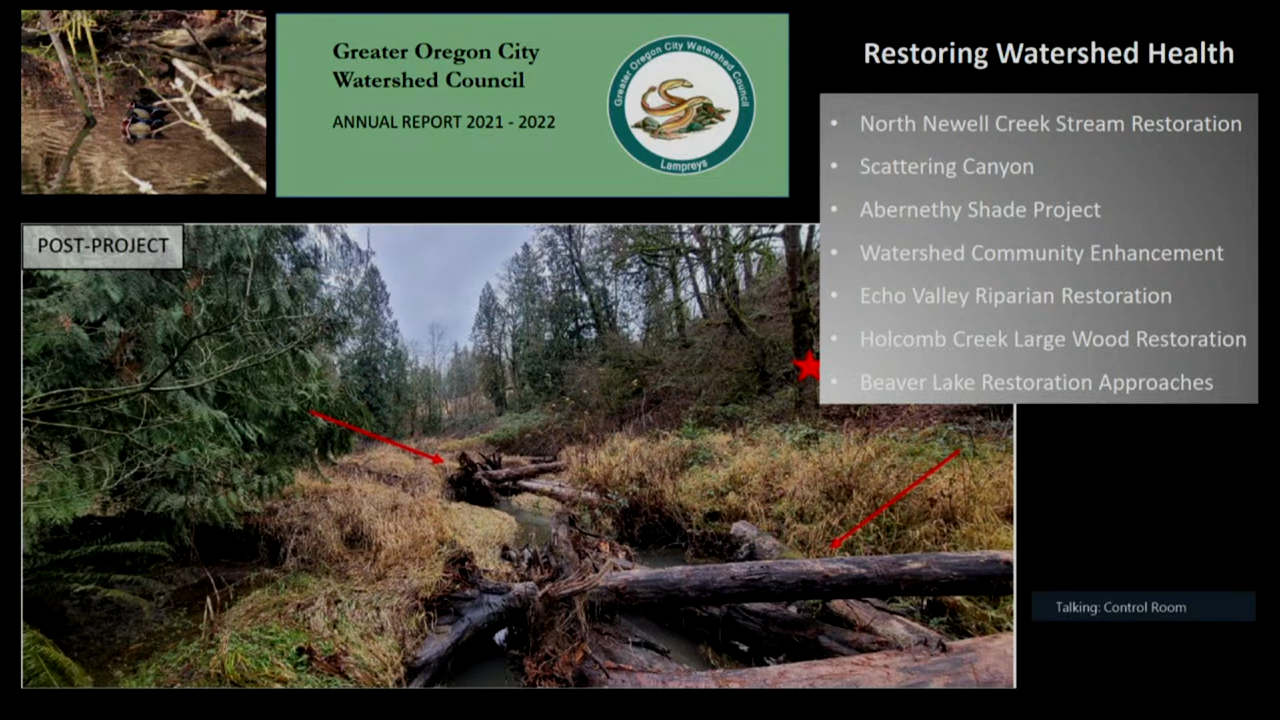 Greater Oregon City
Watershed Council
ANNUAL REPORT 2021 - 2022
Greater Oregon City Watershed Council
Lampreys
Restoring Watershed Health
• North Newell Creek Stream Restoration
• Scattering Canyon
• Abernethy Shade Project
• Watershed Community Enhancement
• Echo Valley Riparian Restoration
• Holcomb Creek Large Wood Restoration
• Beaver Lake Restoration Approaches
POST-PROJECT
Talking: Control Room